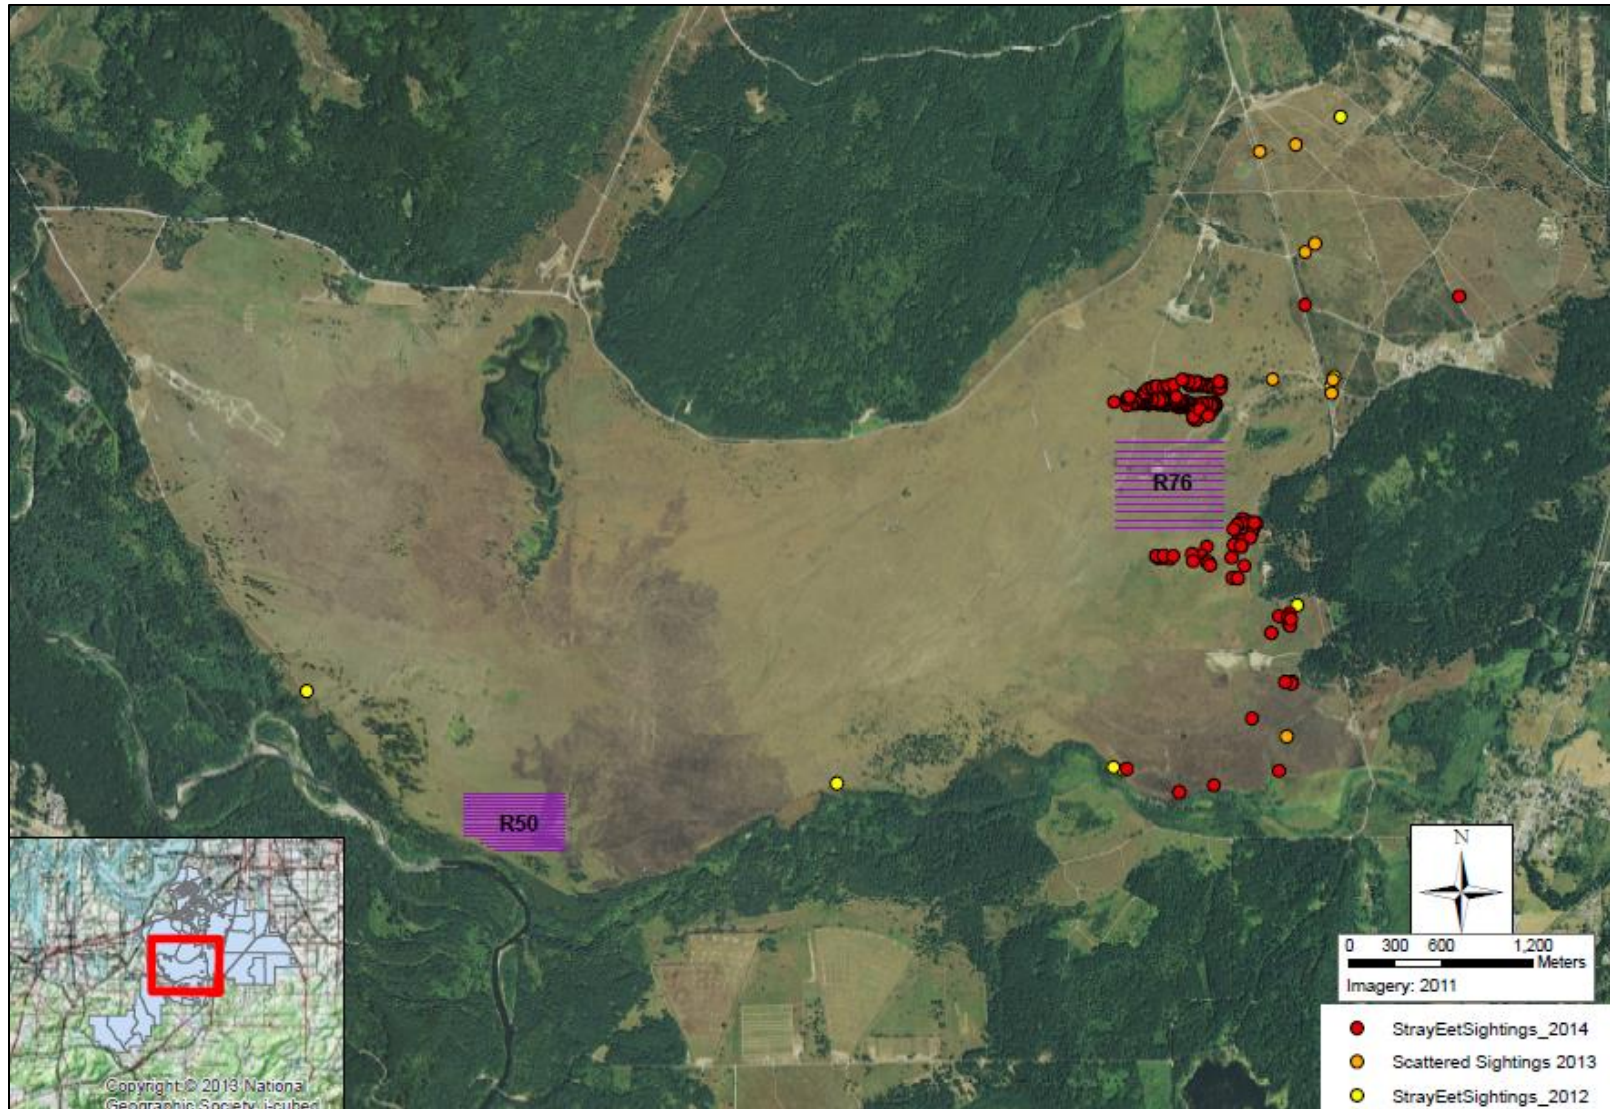 R76
R50
N
0 300 600 1,200
Meters
Imagery: 2011
StrayEetSightings_2014
Scattered Sightings 2013
StrayEetSightings_2012
Copyright:© 2013 National
Geographic Society, i-cubed